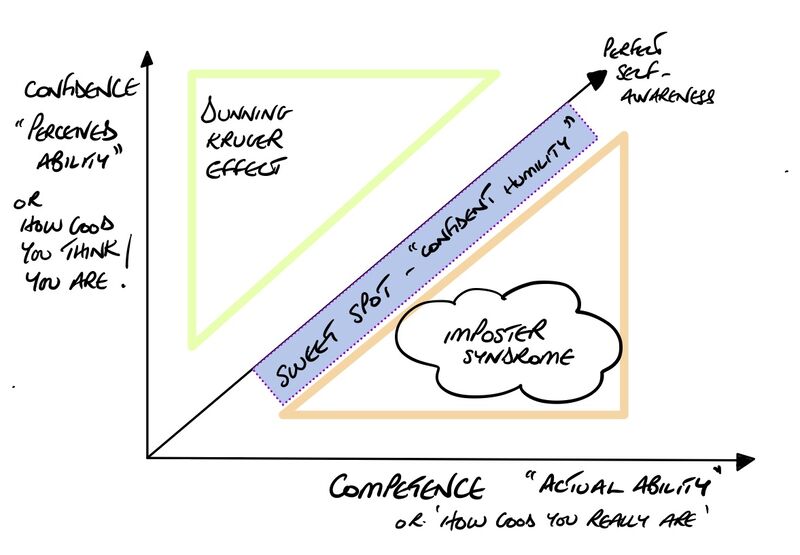 CONFIDENCE
"PERCEIVED
ABILITY"
OR
HOW GOOD
YOU THINK
YOU ARE.
DUNNING
KRUGER
EFFECT
PERFECT
SELF-
AWARENESS
SWEET SPOT - "CONFIDENT HUMILITY"
IMPOSTER
SYNDROME
COMPETENCE "ACTUAL ABILITY"
OR 'HOW GOOD YOU REALLY ARE'